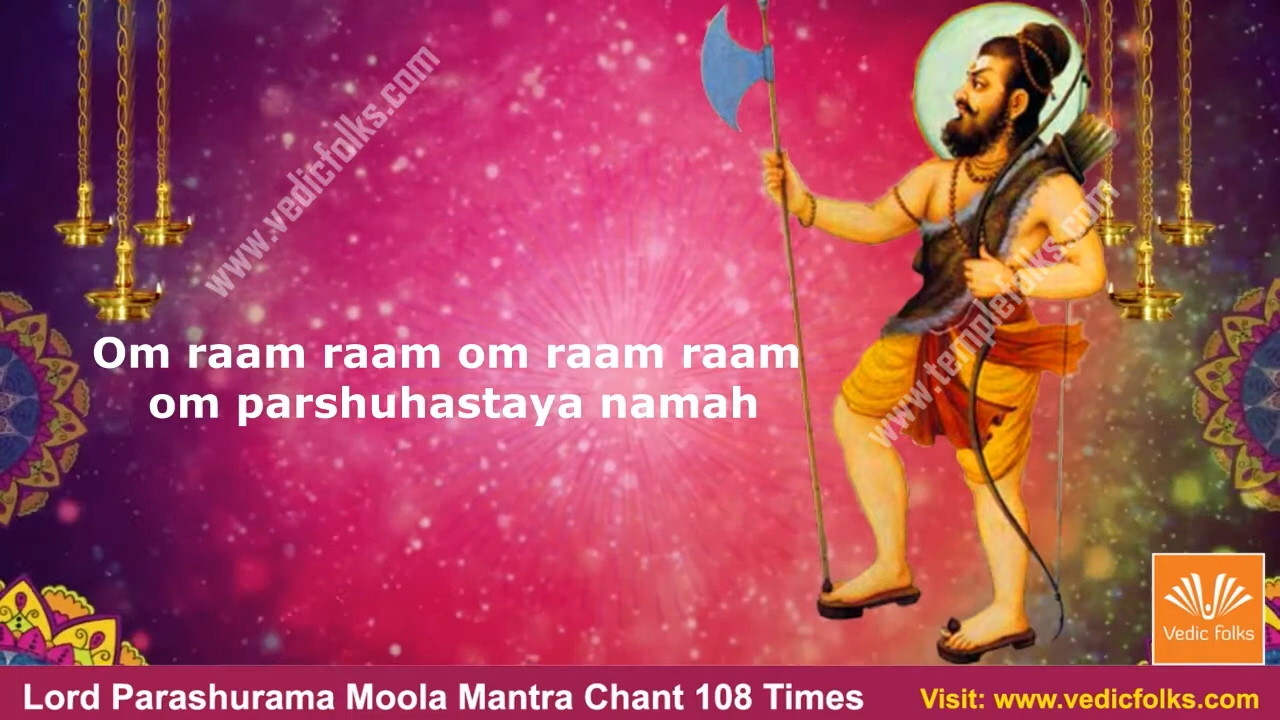 www.vedicfolks.com
www.templefolks.com
Om raam raam om raam raam
om parshuhastaya namah
Vedic folks
Lord Parashurama Moola Mantra Chant 108 Times
Visit: www.vedicfolks.com